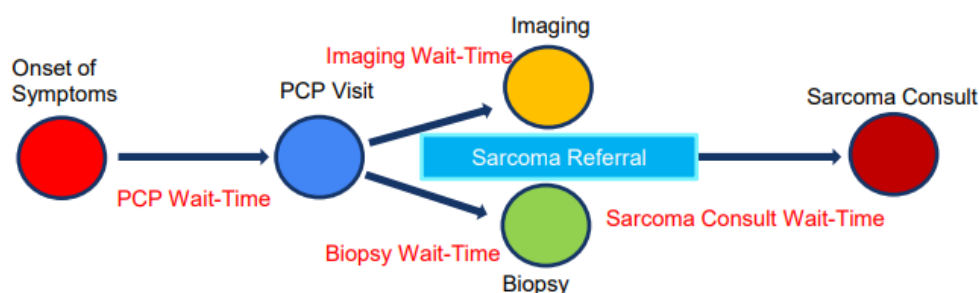 Onset of
Symptoms
PCP Wait-Time
PCP Visit
Imaging
Imaging Wait-Time
Sarcoma Referral
Biopsy Wait-Time
Biopsy
Sarcoma Consult
Sarcoma Consult Wait-Time